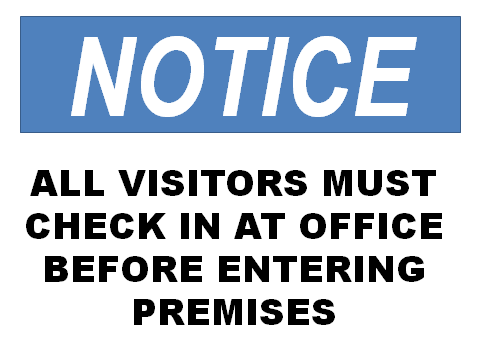 NOTICE
ALL VISITORS MUST
CHECK IN AT OFFICE
BEFORE ENTERING
PREMISES